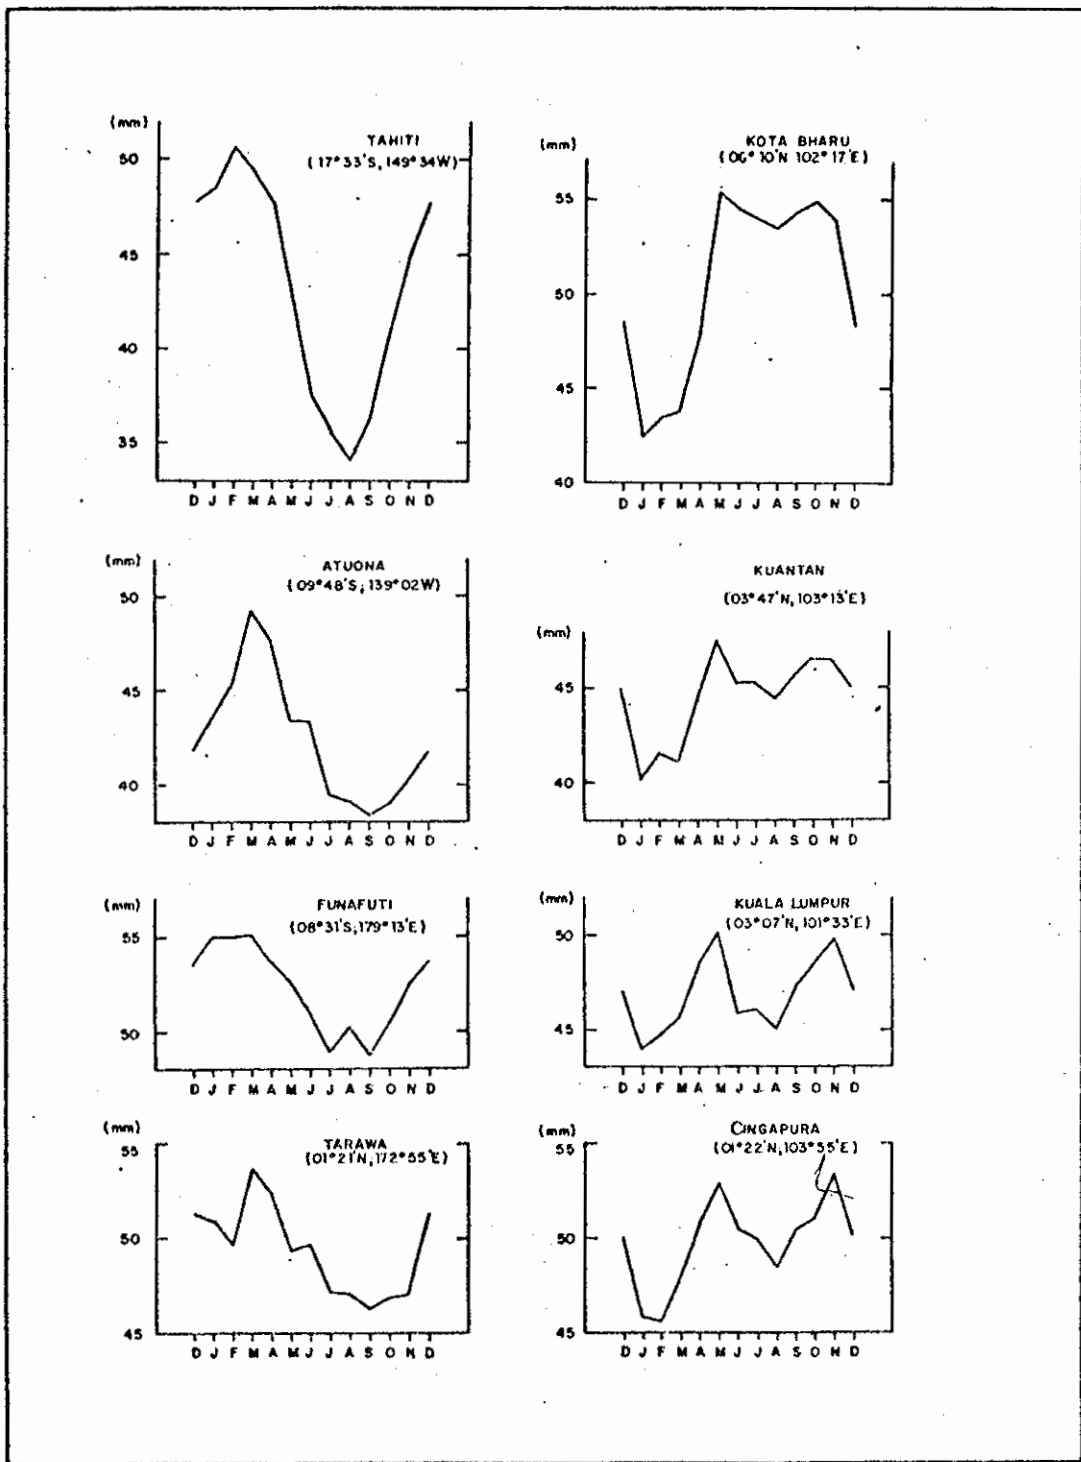 (mm)
TAHITI
(17°33'S, 149°34W)
50
45
40
35
D J F M A M J J A S O N D
(mm)
KOTA BHARU
(06°10'N 102°17'E)
55
50
45
40
D J F M A M J J A S O N D
(mm)
ATUONA
(09°48'S; 139°02W)
50
45
40
D J F M A M J J A S O N D
KUANTAN
(03°47'N, 103°13'E)
(mm)
45
40
D J F M A M J J A S O N D
(mm)
FUNAFUTI
(08°31'S; 179°13'E)
55
50
D J F M A M J J A S O N D
(mm)
KUALA LUMPUR
(03°07'N, 101°33'E)
50
45
D J F M A M J J A S O N D
(mm)
TARAWA
(01°21'N; 172°55'E)
55
50
45
D J F M A M J J A S O N D
(mm)
CINGAPURA
(01°22'N; 103°55'E)
55
50
45
D J F M A M J J A S O N D